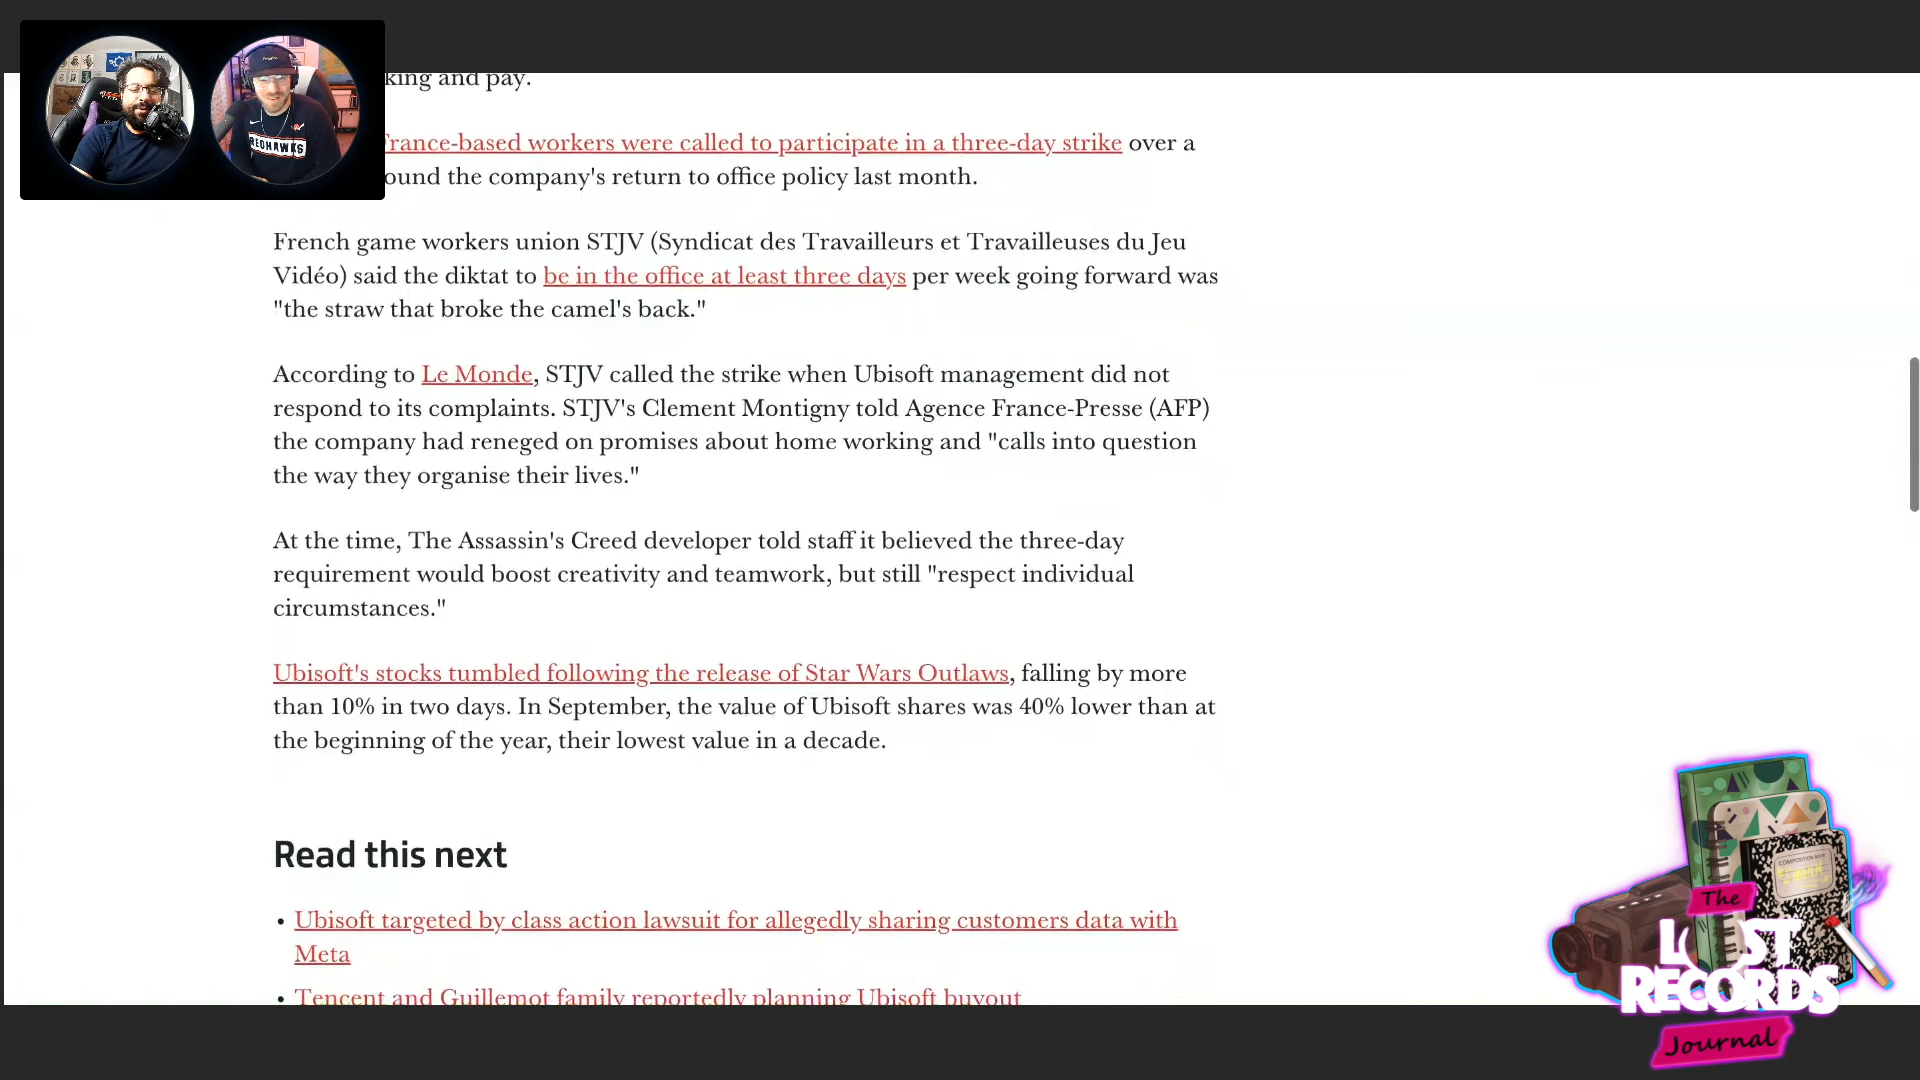 REDHAWKS
king and pay.
France-based workers were called to participate in a three-day strike over a
ound the company's return to office policy last month.
French game workers union STJV (Syndicat des Travailleurs et Travailleuses du Jeu
Vidéo) said the diktat to be in the office at least three days per week going forward was
"the straw that broke the camel's back."
According to Le Monde, STJV called the strike when Ubisoft management did not
respond to its complaints. STJV's Clement Montigny told Agence France-Presse (AFP)
the company had reneged on promises about home working and "calls into question
the way they organise their lives."
At the time, The Assassin's Creed developer told staff it believed the three-day
requirement would boost creativity and teamwork, but still "respect individual
circumstances."
Ubisoft's stocks tumbled following the release of Star Wars Outlaws, falling by more
than 10% in two days. In September, the value of Ubisoft shares was 40% lower than at
the beginning of the year, their lowest value in a decade.
Read this next
• Ubisoft targeted by class action lawsuit for allegedly sharing customers data with
Meta
• Tencent and Guillemot family reportedly planning Ubisoft buyout
COMPOSITION BOOK
The
LOST
RECORDS
Journal